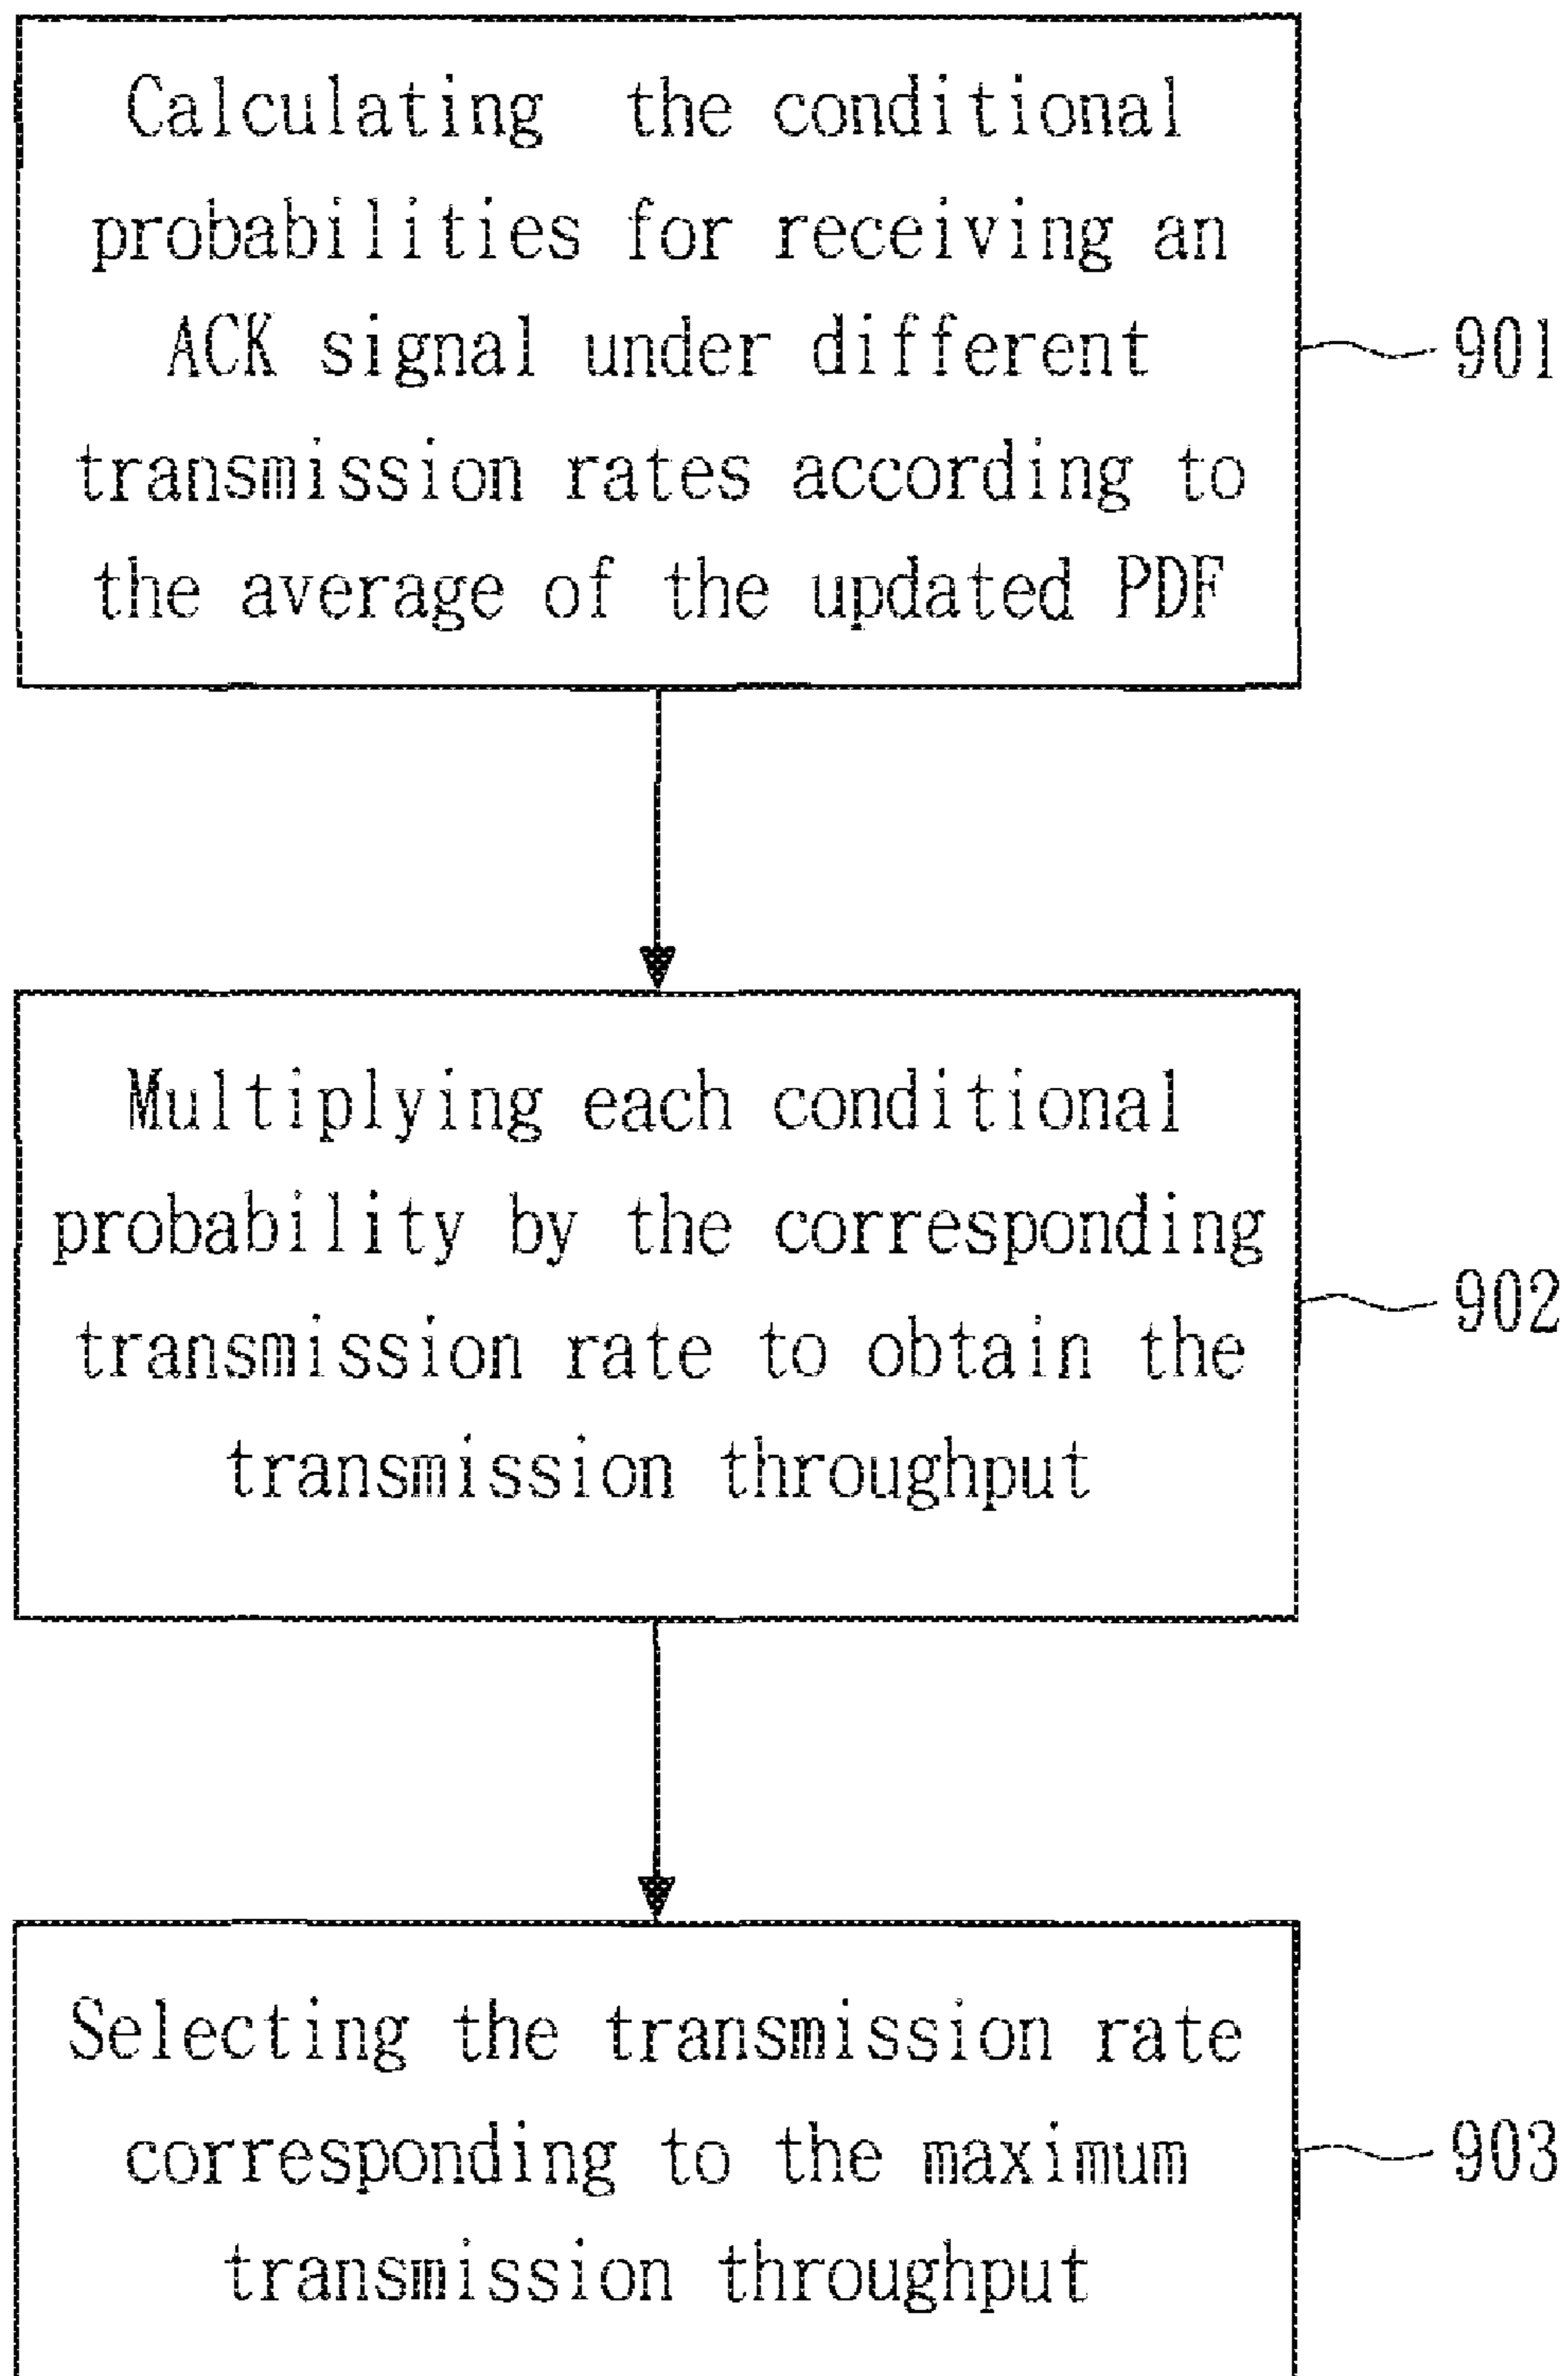 Calculating the conditional
probabilities for receiving an
ACK signal under different
transmission rates according to
the average of the updated PDF
901
Multiplying each conditional
probability by the corresponding
transmission rate to obtain the
transmission throughput
902
Selecting the transmission rate
corresponding to the maximum
transmission throughput
903